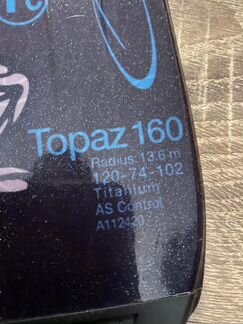 Topaz 160
Radius 13.6 m
120-74-102
Titanium
AS Control
A112420